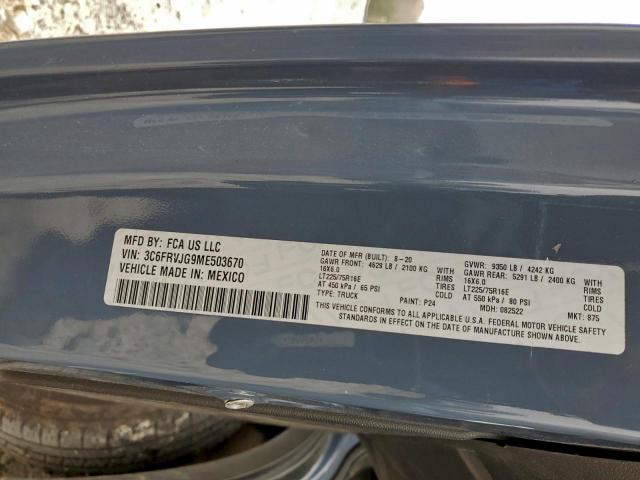 MFD BY: FCA US LLC
VIN: 3C6FRVJG9ME503670
VEHICLE MADE IN: MEXICO
DATE OF MFR (BUILT): 8-20
GAWR FRONT: 4629 LB / 2100 KG WITH
16X6.0 RIMS
LT225/75R16E TIRES
AT 450 kPa / 65 PSI COLD
TYPE: TRUCK PAINT: P24
GVWR: 9350 LB / 4242 KG
GAWR REAR: 5291 LB / 2400 KG WITH
16X6.0 RIMS
LT225/75R16E TIRES
AT 550 kPa / 80 PSI COLD
MDH: 082522 MKT: 875
THIS VEHICLE CONFORMS TO ALL APPLICABLE U.S.A. FEDERAL MOTOR VEHICLE SAFETY
STANDARDS IN EFFECT ON THE DATE OF MANUFACTURE SHOWN ABOVE.